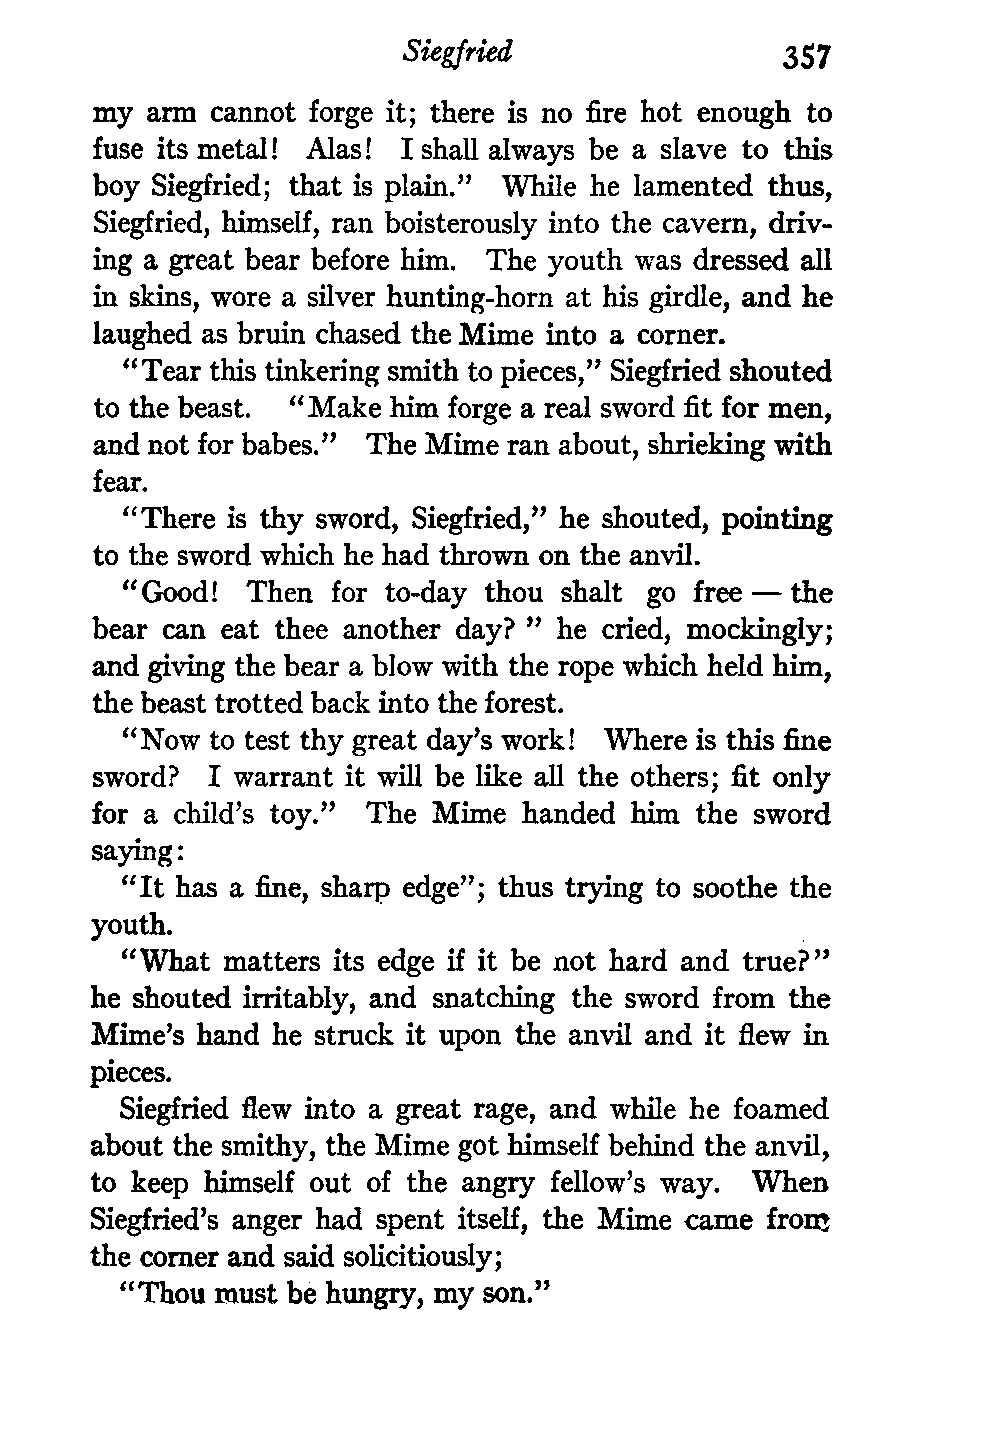 Siegfried 357
my arm cannot forge it; there is no fire hot enough to
fuse its metal! Alas! I shall always be a slave to this
boy Siegfried; that is plain.” While he lamented thus,
Siegfried, himself, ran boisterously into the cavern, driv-
ing a great bear before him. The youth was dressed all
in skins, wore a silver hunting-horn at his girdle, and he
laughed as bruin chased the Mime into a corner.
“Tear this tinkering smith to pieces,” Siegfried shouted
to the beast. “Make him forge a real sword fit for men,
and not for babes.” The Mime ran about, shrieking with
fear.
“There is thy sword, Siegfried,” he shouted, pointing
to the sword which he had thrown on the anvil.
“Good! Then for to-day thou shalt go free — the
bear can eat thee another day? ” he cried, mockingly;
and giving the bear a blow with the rope which held him,
the beast trotted back into the forest.
“Now to test thy great day’s work! Where is this fine
sword? I warrant it will be like all the others; fit only
for a child’s toy.” The Mime handed him the sword
saying:
“It has a fine, sharp edge”; thus trying to soothe the
youth.
“What matters its edge if it be not hard and true?”
he shouted irritably, and snatching the sword from the
Mime’s hand he struck it upon the anvil and it flew in
pieces.
Siegfried flew into a great rage, and while he foamed
about the smithy, the Mime got himself behind the anvil,
to keep himself out of the angry fellow’s way. When
Siegfried’s anger had spent itself, the Mime came from
the corner and said solicitiously;
“Thou must be hungry, my son.”